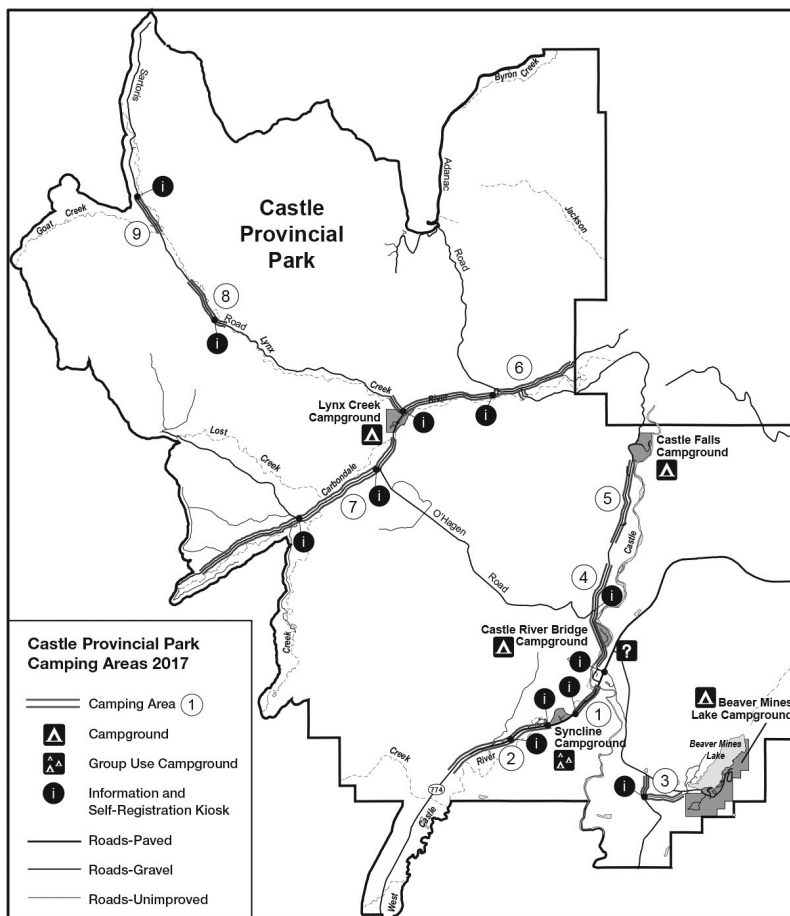 Sartoris
Byron Creek
Adanac
Goat Creek
Jackson
i
Castle
Provincial
Park
9
Road
8
Road
i
Lynx
6
Creek
River
Lynx Creek
Campground
i
i
Castle Falls
Campground
Lost
Creek
Carbondale
7
i
5
O'Hagen
Castle
i
Road
4
i
Castle River Bridge
Campground
?
i
Creek
Castle Provincial Park
Camping Areas 2017
Camping Area 1
Campground
Group Use Campground
i Information and
Self-Registration Kiosk
Roads-Paved
Roads-Gravel
Roads-Unimproved
i
i
1
Beaver Mines
Lake Campground
Syncline
Campground
i
2
River
Creek
Beaver Mines
Lake
3
i
774
Castle
West